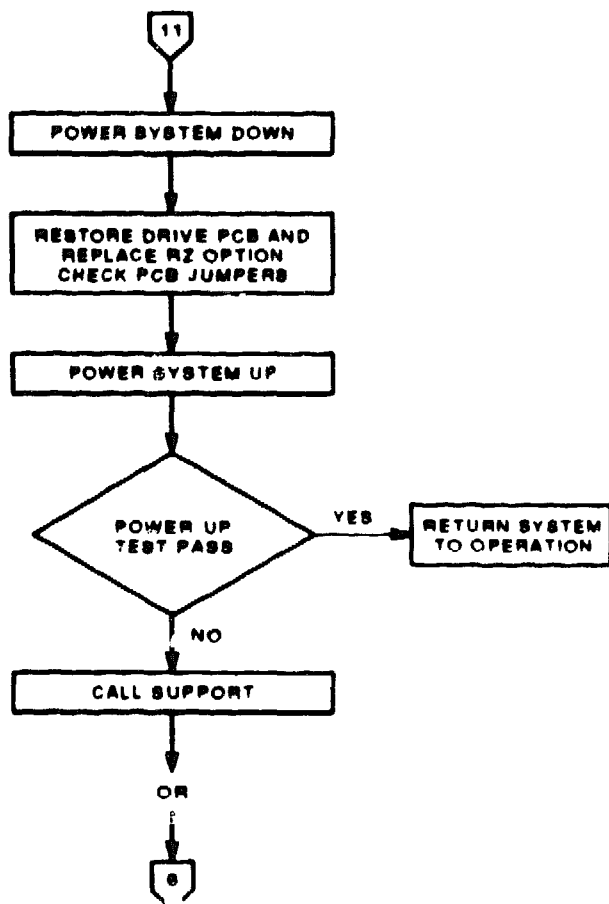 11
POWER SYSTEM DOWN
RESTORE DRIVE PCB AND
REPLACE RZ OPTION
CHECK PCB JUMPERS
POWER SYSTEM UP
POWER UP
TEST PASS
YES
RETURN SYSTEM
TO OPERATION
NO
CALL SUPPORT
OR